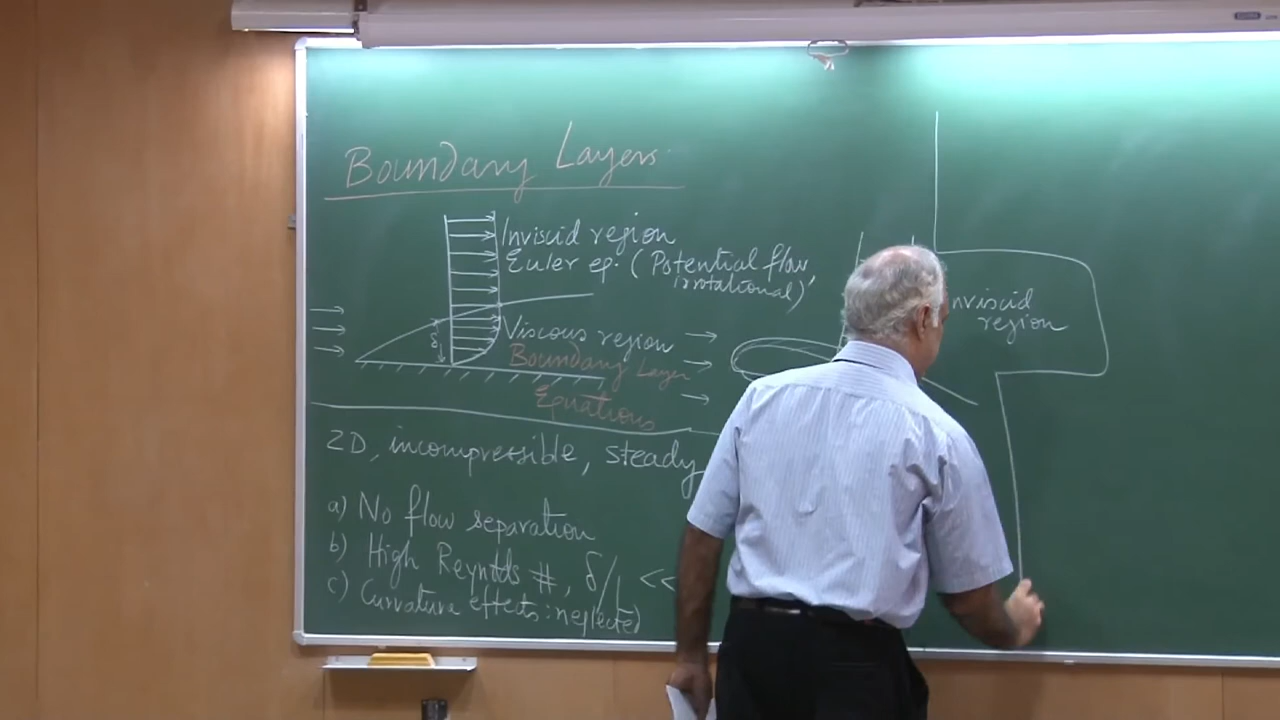 Boundary Layers
Inviscid region
Euler eq. (Potential flow,
irrotational)
δ
Viscous region
Boundary Layer
Equations
2D, incompressible, steady,
a) No flow separation
b) High Reynolds #, δ/L <<
c) Curvature effects: neglected
nviscid
region